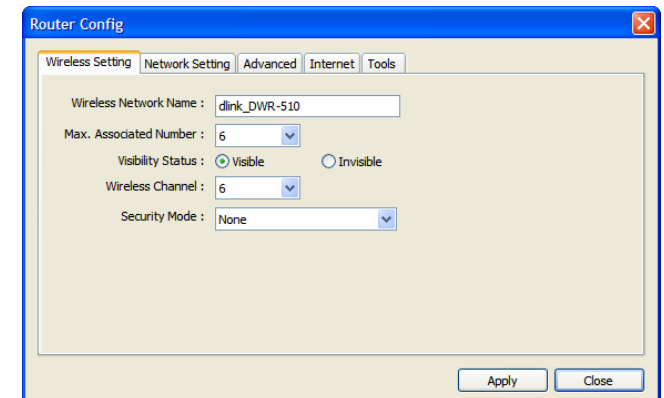 Router Config
Wireless Setting Network Setting Advanced Internet Tools
Wireless Network Name : dlink_DWR-510
Max. Associated Number : 6
Visibility Status : Visible Invisible
Wireless Channel : 6
Security Mode : None
Apply Close